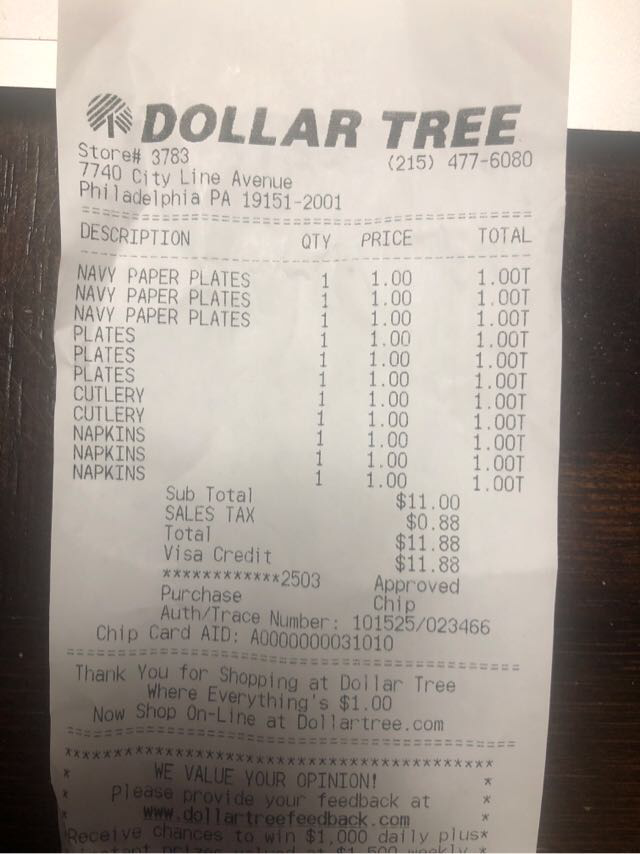 DOLLAR TREE
Store# 3783 (215) 477-6080
7740 City Line Avenue
Philadelphia PA 19151-2001
DESCRIPTION QTY PRICE TOTAL
NAVY PAPER PLATES 1 1.00 1.00T
NAVY PAPER PLATES 1 1.00 1.00T
NAVY PAPER PLATES 1 1.00 1.00T
PLATES 1 1.00 1.00T
PLATES 1 1.00 1.00T
PLATES 1 1.00 1.00T
CUTLERY 1 1.00 1.00T
CUTLERY 1 1.00 1.00T
NAPKINS 1 1.00 1.00T
NAPKINS 1 1.00 1.00T
NAPKINS 1 1.00 1.00T
Sub Total $11.00
SALES TAX $0.88
Total $11.88
Visa Credit $11.88
************2503 Approved
Purchase Chip
Auth/Trace Number: 101525/023466
Chip Card AID: A0000000031010
Thank You for Shopping at Dollar Tree
Where Everything's $1.00
Now Shop On-Line at Dollartree.com
WE VALUE YOUR OPINION!
Please provide your feedback at
www.dollartreefeedback.com
Receive chances to win $1,000 daily plus
instant prizes valued at $1,500 weekly